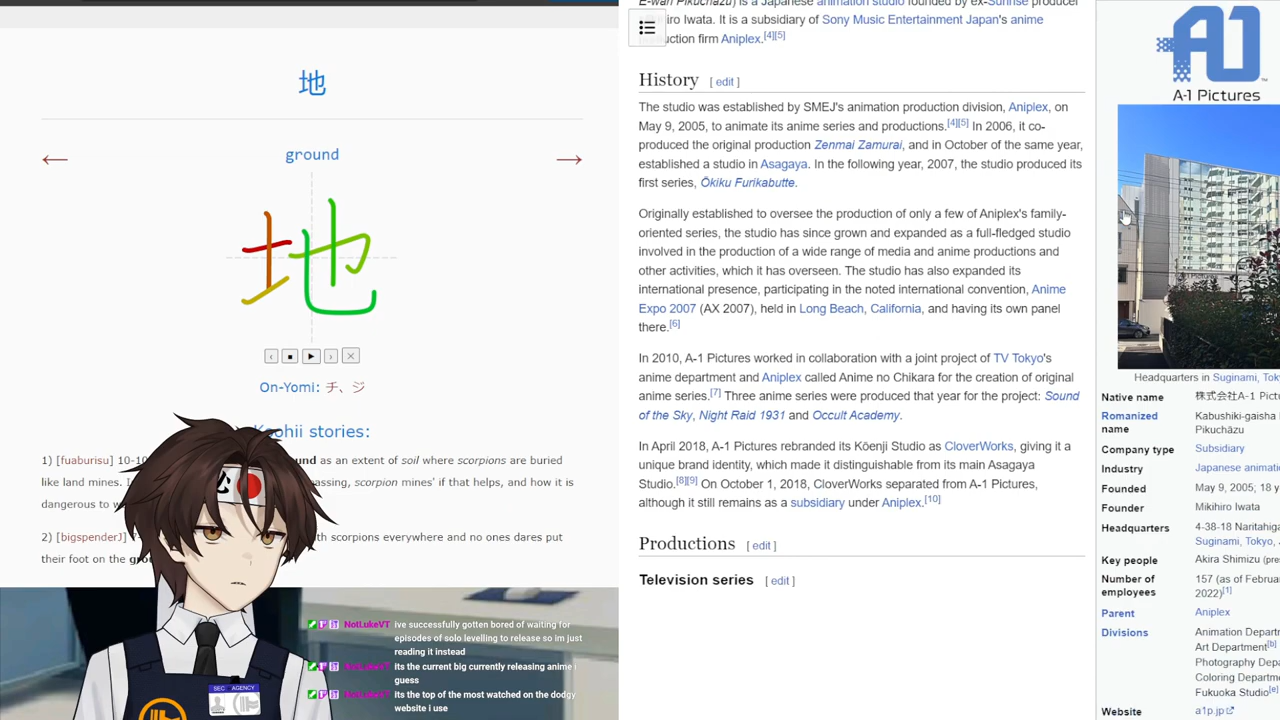 地
ground
On-Yomi: チ、ジ
Koohii stories:
1) [fuaburisu] 10-10 ground as an extent of soil where scorpions are buried
like land mines. passing, scorpion mines' if that helps, and how it is
dangerous to
2) [bigspenderJ] scorpions everywhere and no ones dares put
their foot on the
SEC AGENCY
NotLukeVT ive successfully gotten bored of waiting for
episodes of solo levelling to release so im just
reading it instead
NotLukeVT its the current big currently releasing anime i
guess
NotLukeVT its the top of the most watched on the dodgy
website i use
E-wan Pikuchazu) is a Japanese animation studio founded by ex-Sunrise producer
Iwata. It is a subsidiary of Sony Music Entertainment Japan's anime
Aniplex.[4][5]
History [ edit ]
The studio was established by SMEJ's animation production division, Aniplex, on
May 9, 2005, to animate its anime series and productions.[4][5] In 2006, it co-
produced the original production Zenmai Zamurai, and in October of the same year,
established a studio in Asagaya. In the following year, 2007, the studio produced its
first series, Ōkiku Furikabutte.
Originally established to oversee the production of only a few of Aniplex's family-
oriented series, the studio has since grown and expanded as a full-fledged studio
involved in the production of a wide range of media and anime productions and
other activities, which it has overseen. The studio has also expanded its
international presence, participating in the noted international convention, Anime
Expo 2007 (AX 2007), held in Long Beach, California, and having its own panel
there.[6]
In 2010, A-1 Pictures worked in collaboration with a joint project of TV Tokyo's
anime department and Aniplex called Anime no Chikara for the creation of original
anime series.[7] Three anime series were produced that year for the project: Sound
of the Sky, Night Raid 1931 and Occult Academy.
In April 2018, A-1 Pictures rebranded its Kōenji Studio as CloverWorks, giving it a
unique brand identity, which made it distinguishable from its main Asagaya
Studio.[8][9] On October 1, 2018, CloverWorks separated from A-1 Pictures,
although it still remains as a subsidiary under Aniplex.[10]
Productions [ edit ]
Television series [ edit ]
A1
A-1 Pictures
Headquarters in Suginami, Tok
Native name 株式会社A-1 Pictu
Romanized name Kabushiki-gaisha
Pikuchāzu
Company type Subsidiary
Industry Japanese animati
Founded May 9, 2005; 18 y
Founder Mikihiro Iwata
Headquarters 4-38-18 Naritahiga
Suginami, Tokyo,
Key people Akira Shimizu (pres
Number of employees 157 (as of Februa
2022)[1]
Parent Aniplex
Divisions Animation Depart
Art Department[b]
Photography Depa
Coloring Departm
Fukuoka Studio[e]
Website a1p.jp